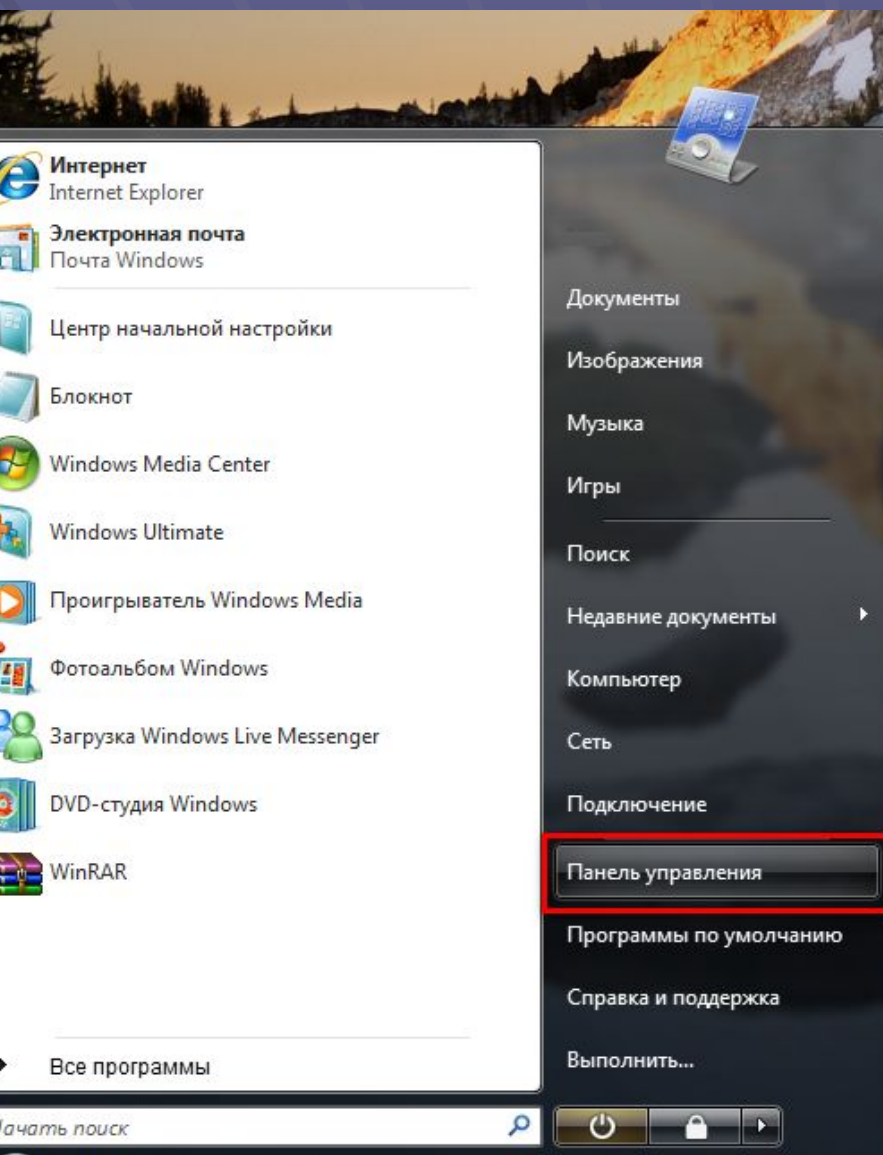 Интернет
Internet Explorer
Электронная почта
Почта Windows
Центр начальной настройки
Блокнот
Windows Media Center
Windows Ultimate
Проигрыватель Windows Media
Фотоальбом Windows
Загрузка Windows Live Messenger
DVD-студия Windows
WinRAR
Все программы
Начать поиск
Документы
Изображения
Музыка
Игры
Поиск
Недавние документы
Компьютер
Сеть
Подключение
Панель управления
Программы по умолчанию
Справка и поддержка
Выполнить...